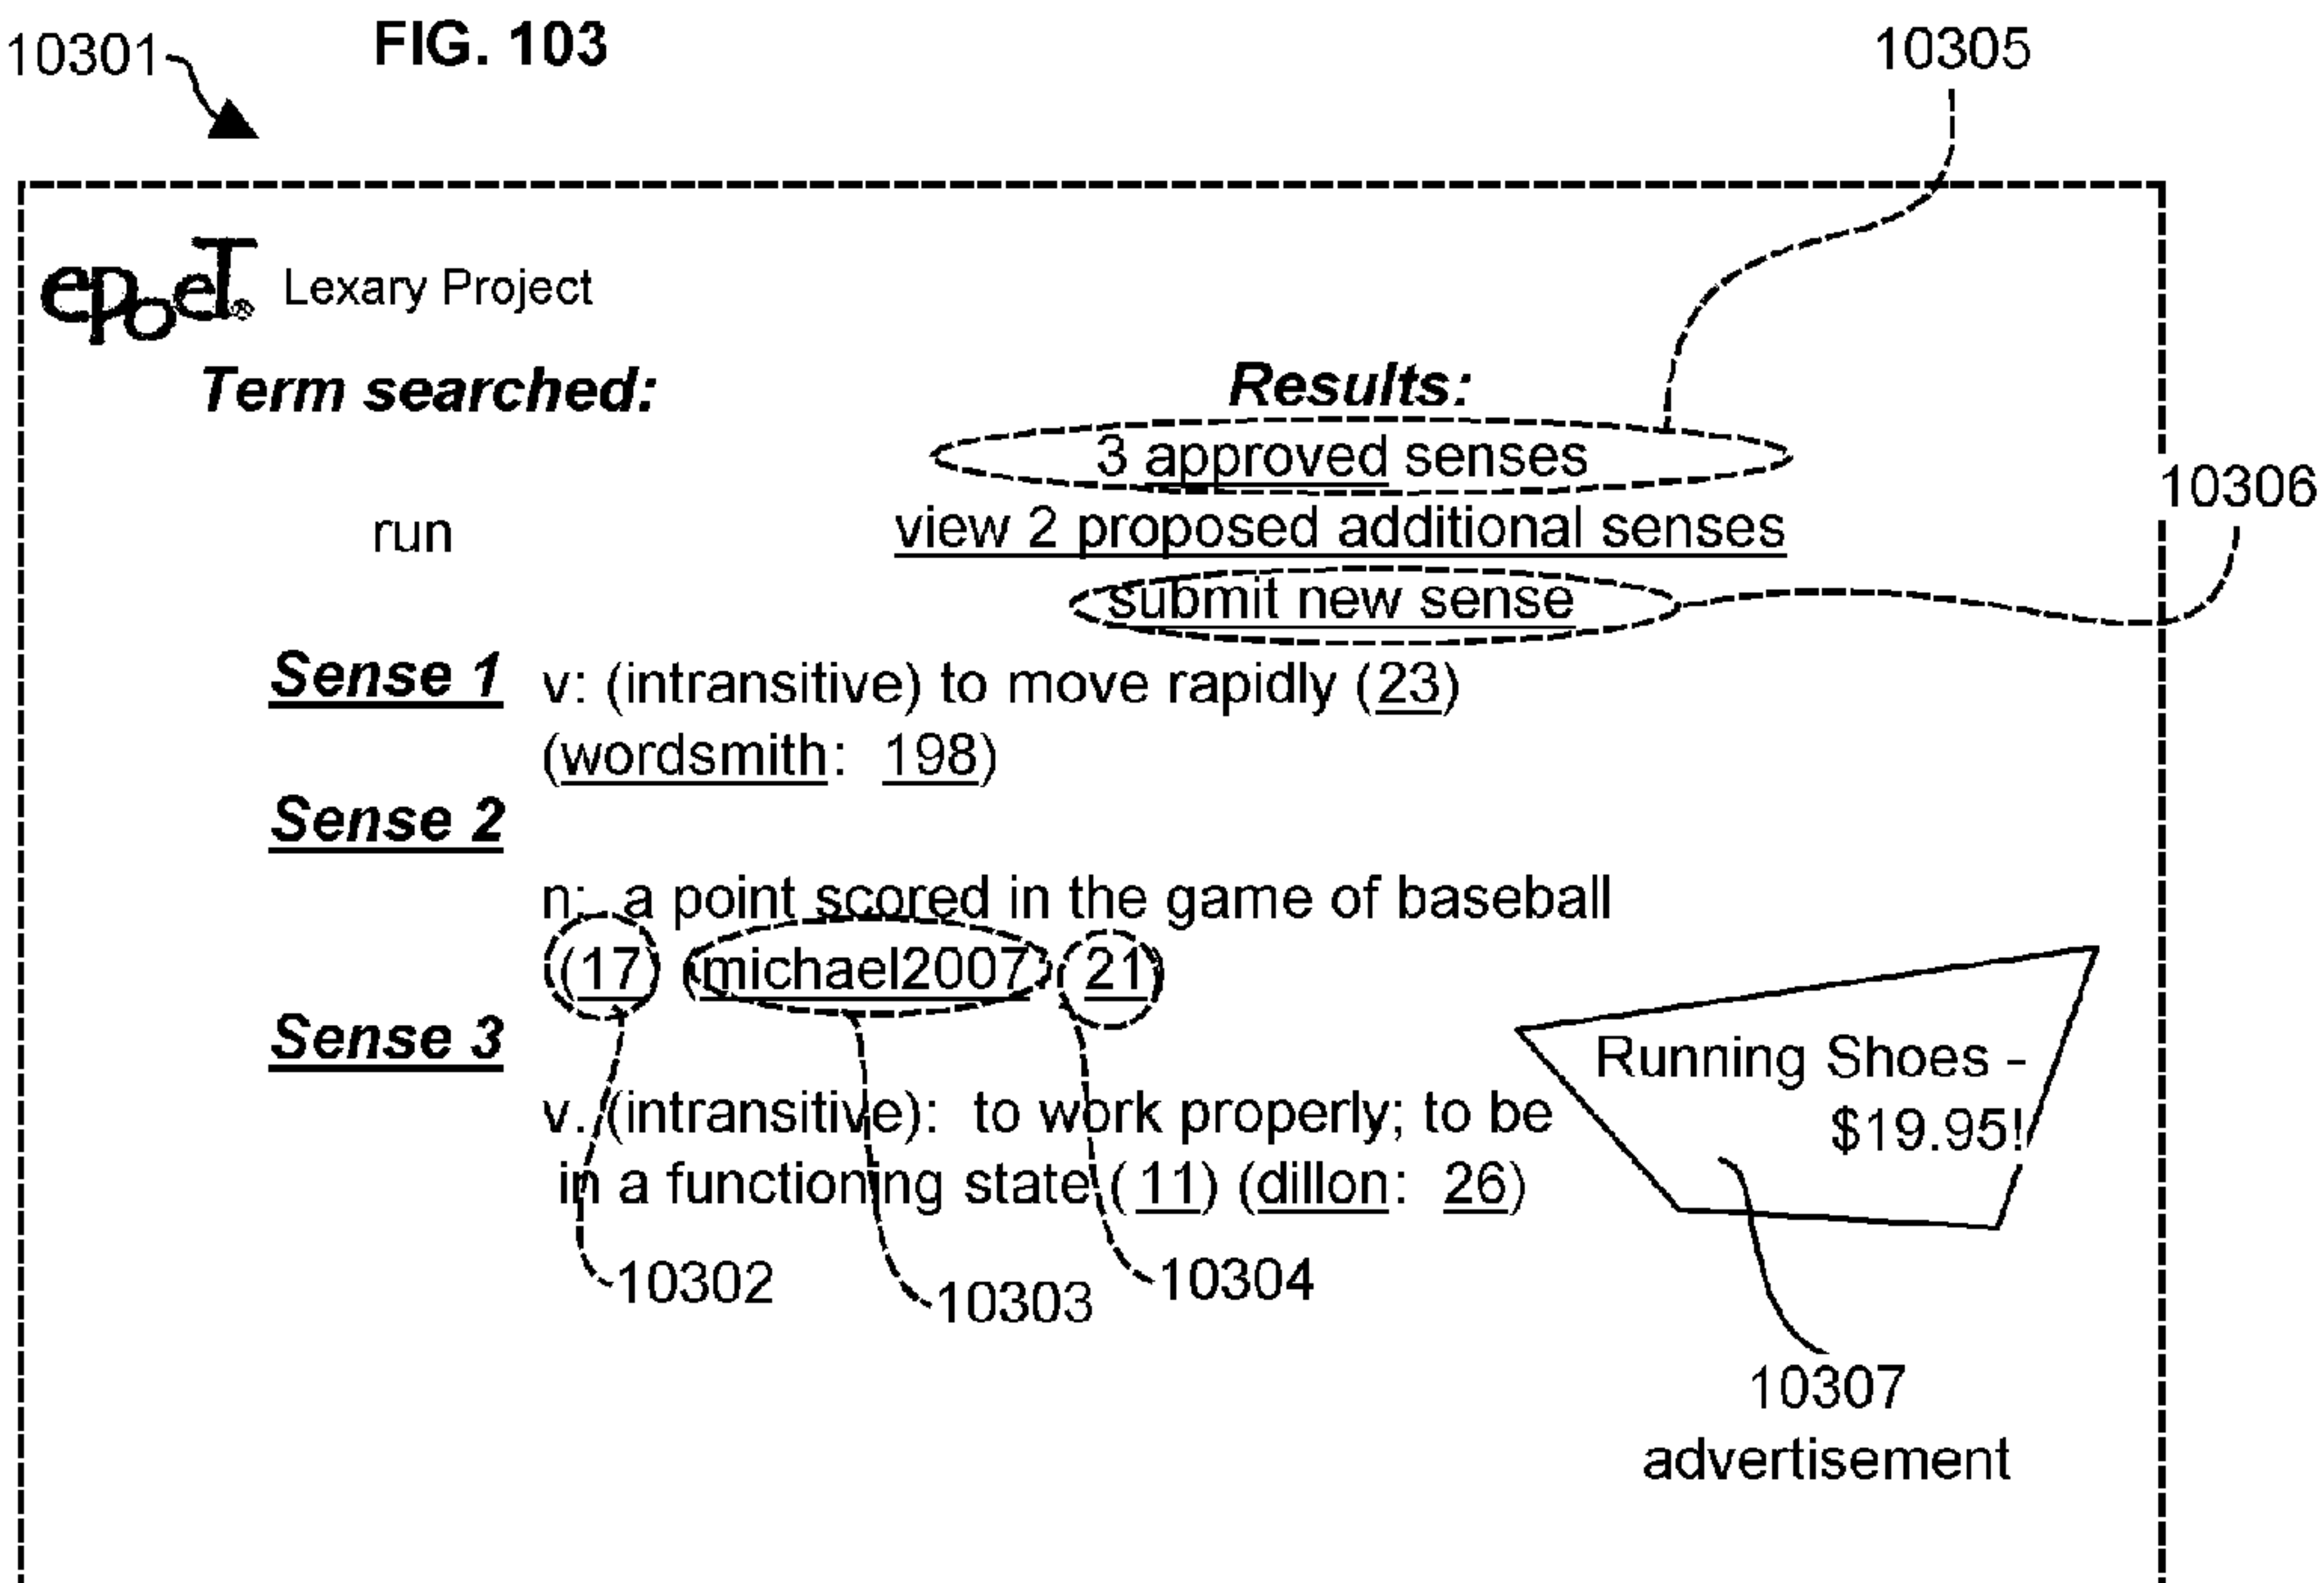 FIG. 103
10301
10305
epoeT® Lexary Project
Term searched: Results:
3 approved senses
10306
run view 2 proposed additional senses
submit new sense
Sense 1 v: (intransitive) to move rapidly (23)
(wordsmith: 198)
Sense 2
n: a point scored in the game of baseball
(17) (michael2007: 21)
Sense 3
Running Shoes -
$19.95!
v. (intransitive): to work properly; to be
in a functioning state (11) (dillon: 26)
10302 10303 10304
10307
advertisement